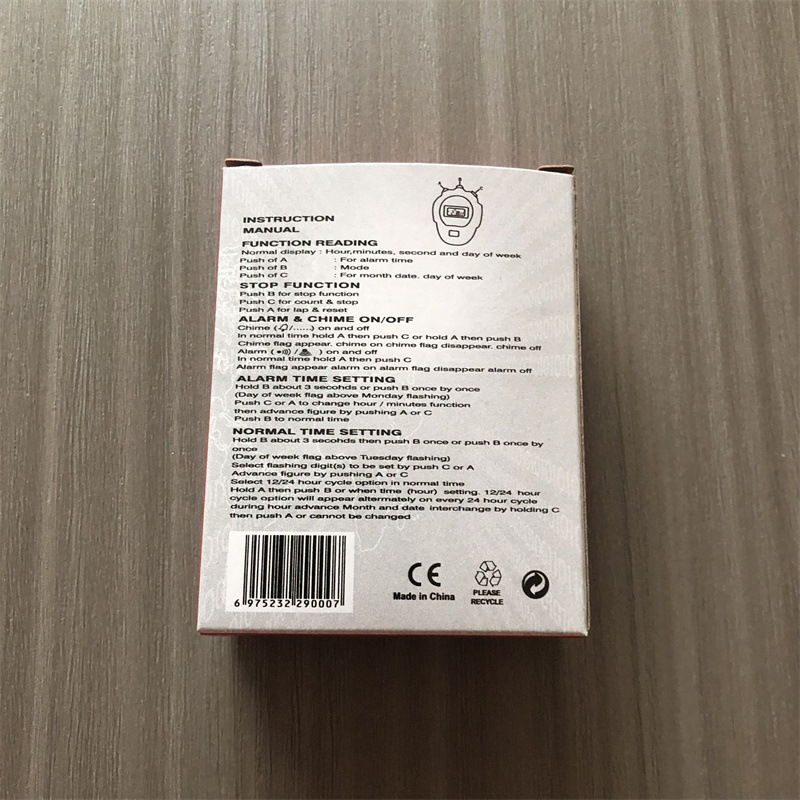 INSTRUCTION
MANUAL
FUNCTION READING
Normal display : Hour,minutes, second and day of week
Push of A : For alarm time
Push of B : Mode
Push of C : For month date. day of week
STOP FUNCTION
Push B for stop function
Push C for count & stop
Push A for lap & reset
ALARM & CHIME ON/OFF
Chime ( /......) on and off
In normal time hold A then push C or hold A then push B
Chime flag appear. chime on chime flag disappear. chime off
Alarm ( / ) on and off
In normal time hold A then push C
Alarm flag appear alarm on alarm flag disappear alarm off
ALARM TIME SETTING
Hold B about 3 secohds or push B once by once
(Day of week flag above Monday flashing)
Push C or A to change hour / minutes function
then advance figure by pushing A or C
Push B to normal time
NORMAL TIME SETTING
Hold B about 3 secohds then push B once or push B once by
once
(Day of week flag above Tuesday flashing)
Select flashing digit(s) to be set by push C or A
Advance figure by pushing A or C
Select 12/24 hour cycle option in normal time
Hold A then push B or when time (hour) setting. 12/24 hour
cycle option will appear altermately on every 24 hour cycle
during hour advance Month and date interchange by holding C
then push A or cannot be changed
6 975232 290007
CE
Made in China
PLEASE
RECYCLE